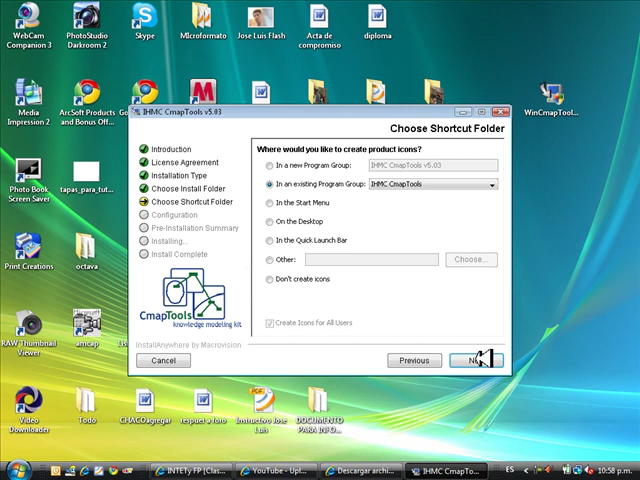 WebCam
Companion 3
PhotoStudio
Darkroom 2
Skype
MIcroformato
Jose Luis Flash
Acta de
compromiso
diploma
Media
Impression 2
ArcSoft Products
and Bonus Off...
WinCmapTool...
Photo Book
Screen Saver
tapas_para_tut...
Print Creations
octava
RAW Thumbnail
Viewer
amcap
Video
Downloader
Todo
CHACOagregar
respuet a foro
PDF
Instructivo Jose
Luis
DOCUMENTO
PARA INFO...
IHMC CmapTools v5.03
Choose Shortcut Folder
Introduction
License Agreement
Installation Type
Choose Install Folder
Choose Shortcut Folder
Configuration
Pre-Installation Summary
Installing...
Install Complete
CmapTools
knowledge modeling kit
Where would you like to create product icons?
In a new Program Group:
IHMC CmapTools v5.03
In an existing Program Group:
IHMC CmapTools
In the Start Menu
On the Desktop
In the Quick Launch Bar
Other:
Choose...
Don't create icons
Create Icons for All Users
InstallAnywhere by Macrovision
Cancel
Previous
INTETy FP [Clas...
YouTube - Upl...
Descargar archi...
IHMC CmapTo...
ES
10:58 p.m.